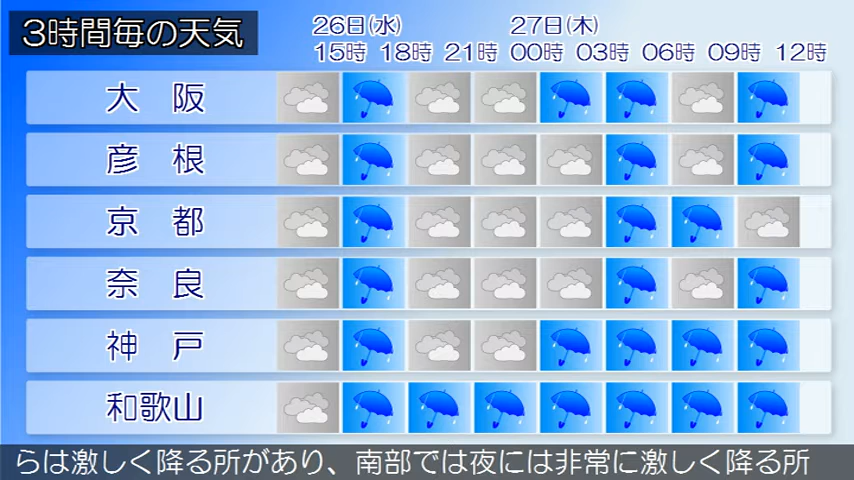 3時間毎の天気
26日(水) 27日(木)
15時 18時 21時 00時 03時 06時 09時 12時
大阪
彦根
京都
奈良
神戸
和歌山
らは激しく降る所があり、南部では夜には非常に激しく降る所